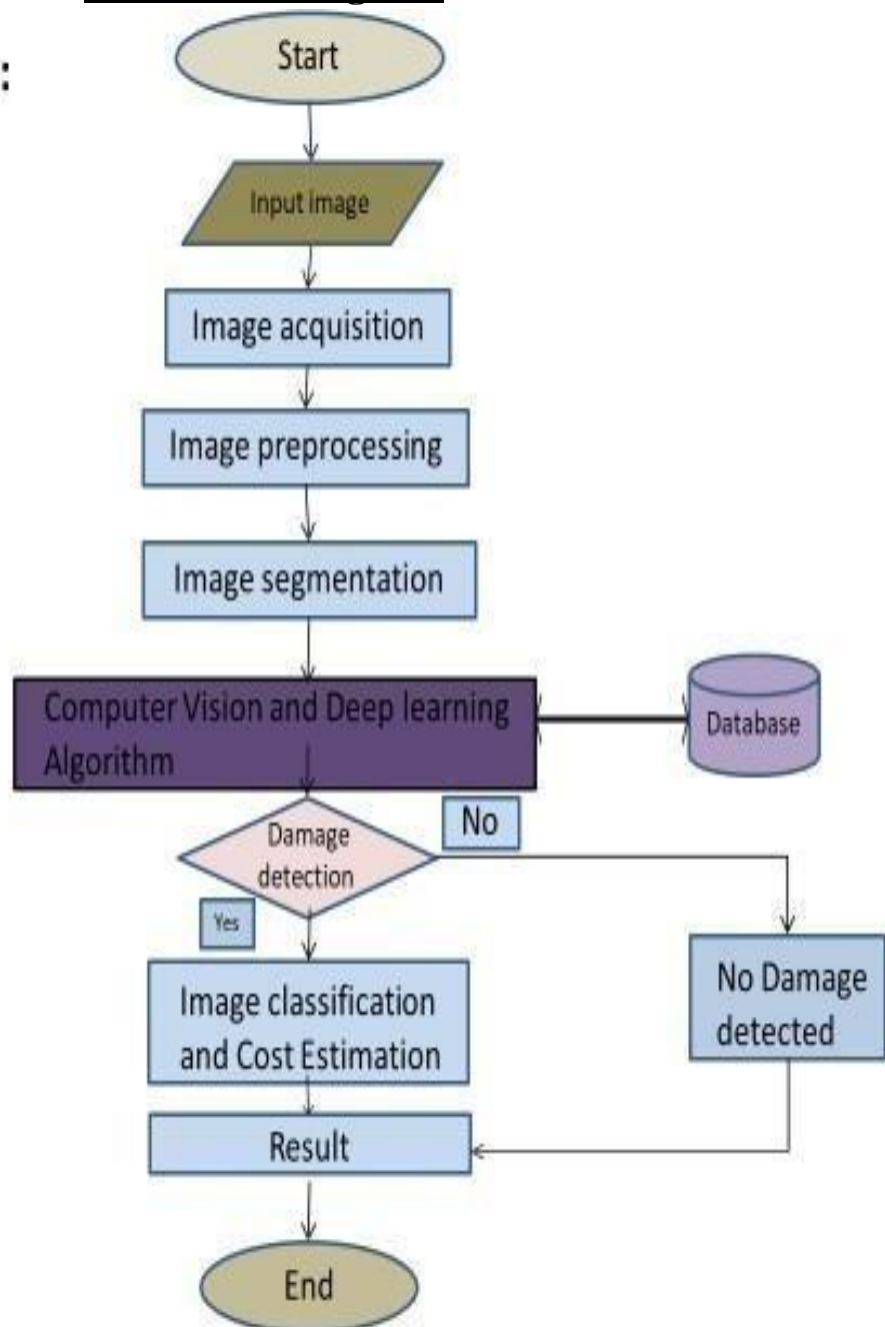 :
Start
Input image
Image acquisition
Image preprocessing
Image segmentation
Computer Vision and Deep learning
Algorithm
Database
Damage
detection
No
Yes
Image classification
and Cost Estimation
No Damage
detected
Result
End